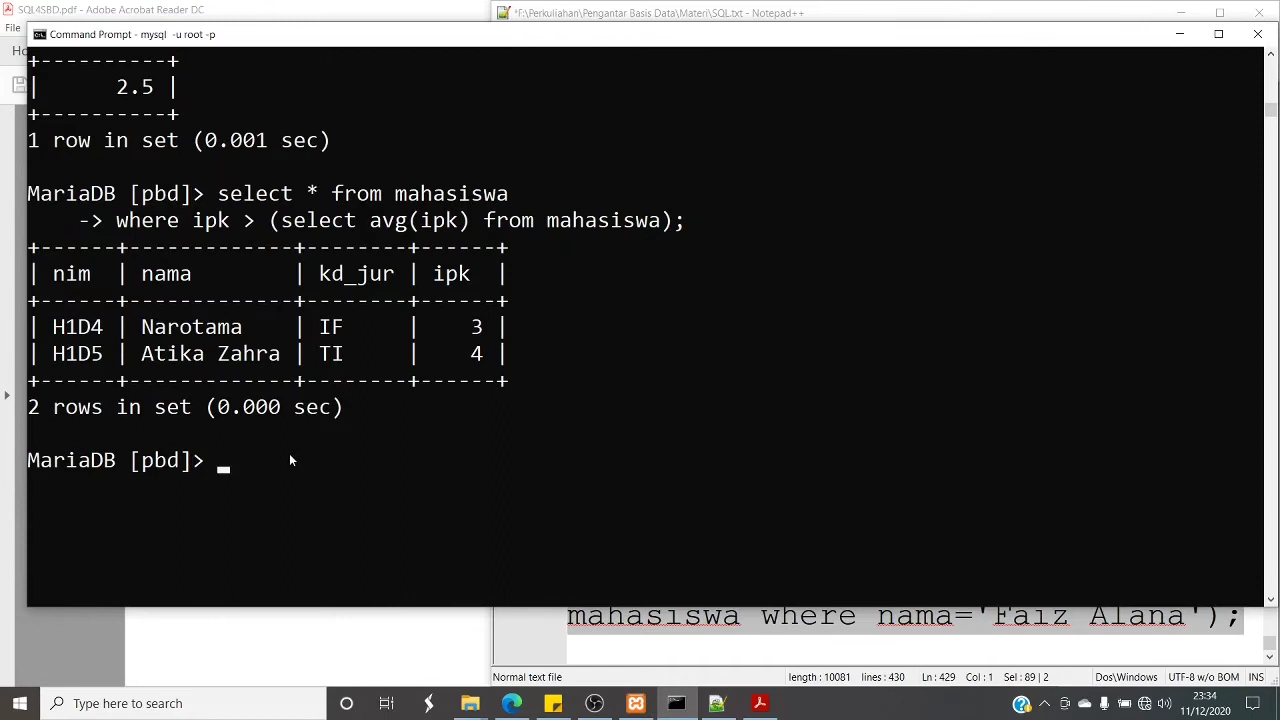 SQL4SBD.pdf - Adobe Acrobat Reader DC
*F:\Perkuliahan\Pengantar Basis Data\Materi\SQL.txt - Notepad++
File
Ho
Command Prompt - mysql -u root -p
+----------+
|      2.5 |
+----------+
1 row in set (0.001 sec)
MariaDB [pbd]> select * from mahasiswa
    -> where ipk > (select avg(ipk) from mahasiswa);
+------+-------------+--------+------+
| nim  | nama        | kd_jur | ipk  |
+------+-------------+--------+------+
| H1D4 | Narotama    | IF     |    3 |
| H1D5 | Atika Zahra | TI     |    4 |
+------+-------------+--------+------+
2 rows in set (0.000 sec)
MariaDB [pbd]> _
mahasiswa where nama='Faiz Alana');
Normal text file length : 10081 lines : 430 Ln : 429 Col : 1 Sel : 89 | 2 Dos\Windows UTF-8 w/o BOM INS
Type here to search
23:34
11/12/2020